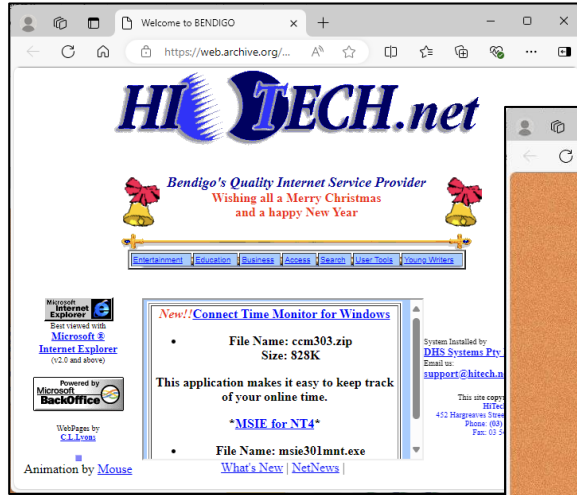 Welcome to BENDIGO
https://web.archive.org/...
HI TECH.net
Bendigo's Quality Internet Service Provider
Wishing all a Merry Christmas
and a happy New Year
Entertainment Education Business Access Search User Tools Young Writers
Microsoft
Internet
Explorer
Best viewed with
Microsoft ®
Internet Explorer
(v2.0 and above)
Powered by
Microsoft
BackOffice
WebPages by
C.L.Lyons
Animation by Mouse
New!!Connect Time Monitor for Windows
• File Name: ccm303.zip
Size: 828K
This application makes it easy to keep track
of your online time.
*MSIE for NT4*
• File Name: msie301mnt.exe
What's New | NetNews |
System Installed by
DHS Systems Pty
Email us:
support@hitech.n
This site copyr
HiTec
452 Hargreaves Stree
Phone: (03)
Fax: 03 54